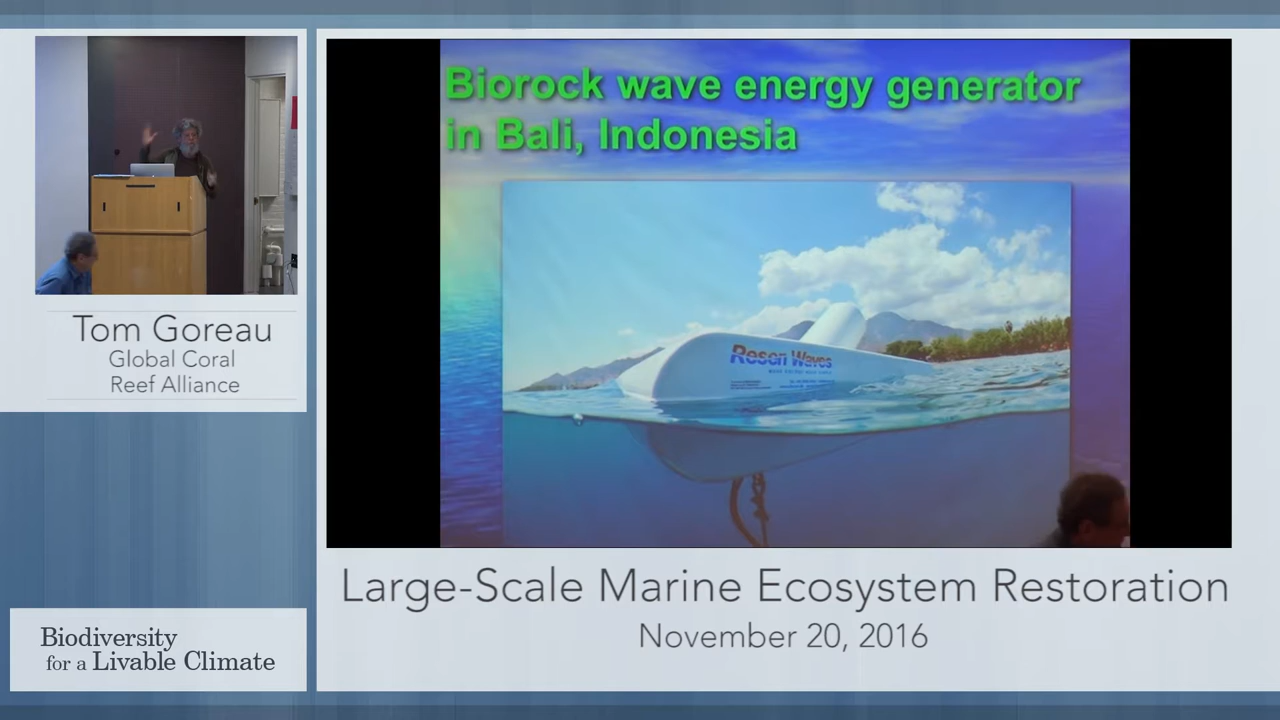 Biorock wave energy generator
in Bali, Indonesia
Resen Waves
Tom Goreau
Global Coral
Reef Alliance
Large-Scale Marine Ecosystem Restoration
November 20, 2016
Biodiversity
for a Livable Climate